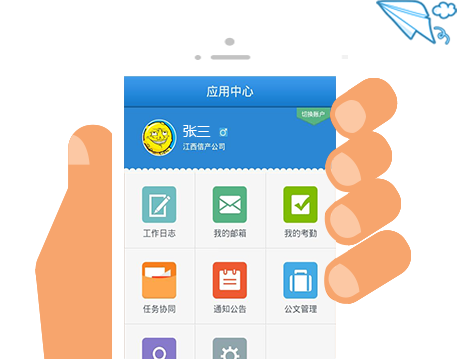 应用中心
切换账户
张三
江西信产公司
工作日志
我的邮箱
我的考勤
任务协同
通知公告
公文管理